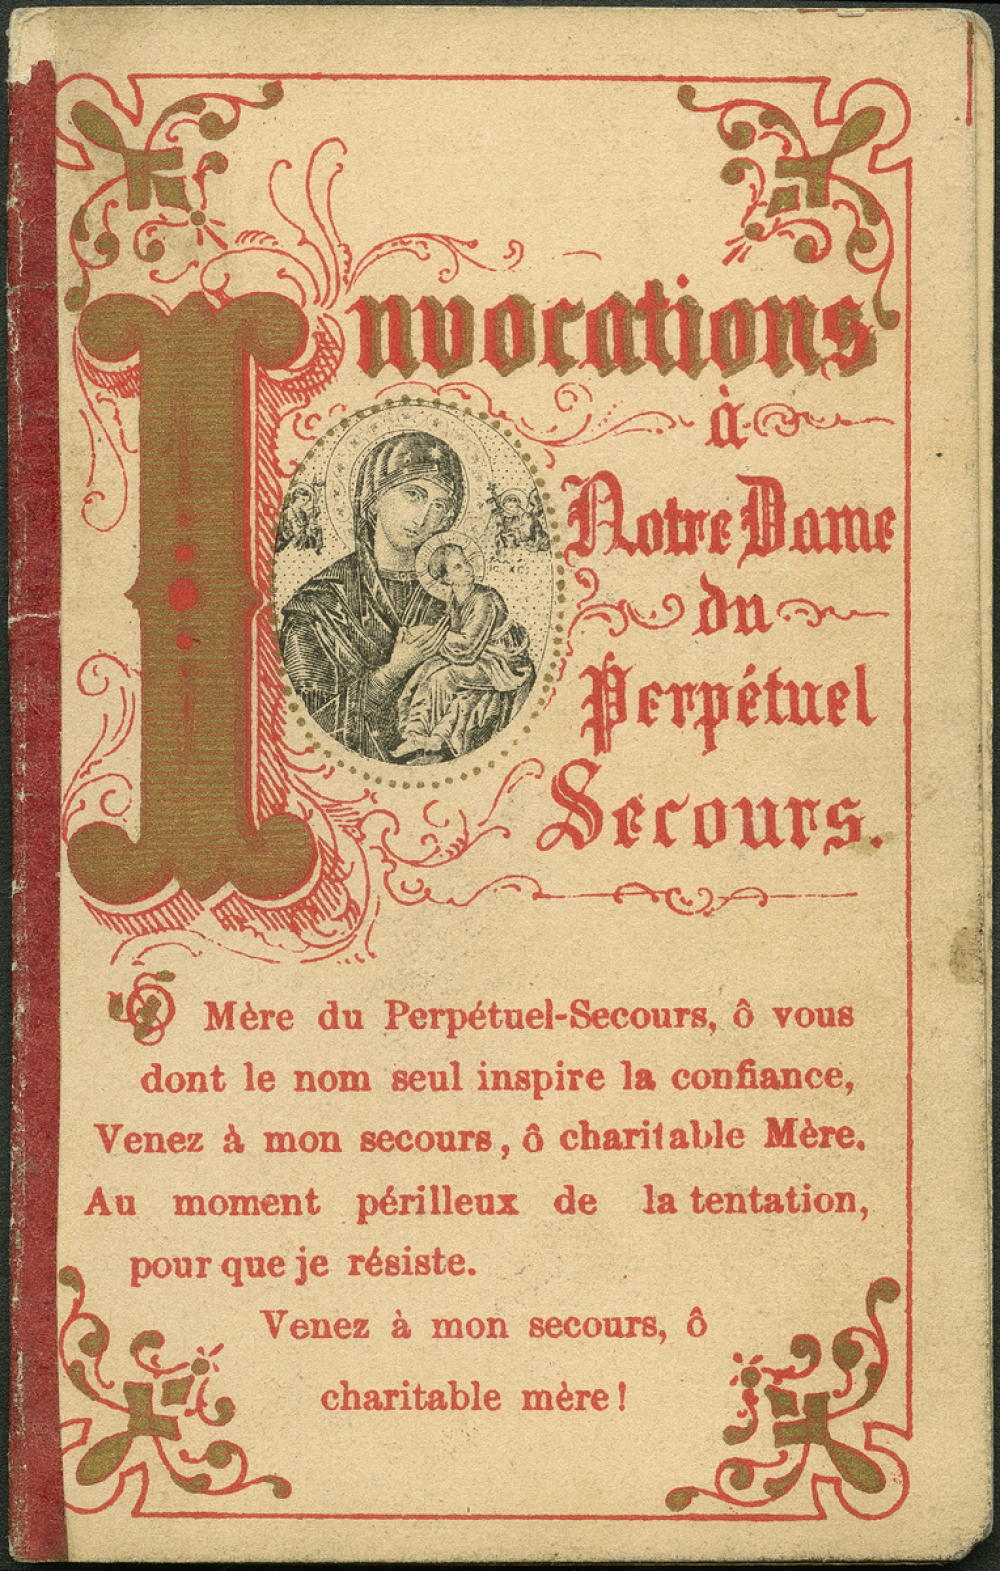 Invocations
à
Notre Dame
du
Perpétuel
Secours.
O Mère du Perpétuel-Secours, ô vous
dont le nom seul inspire la confiance,
Venez à mon secours, ô charitable Mère.
Au moment périlleux de la tentation,
pour que je résiste.
Venez à mon secours, ô
charitable mère!